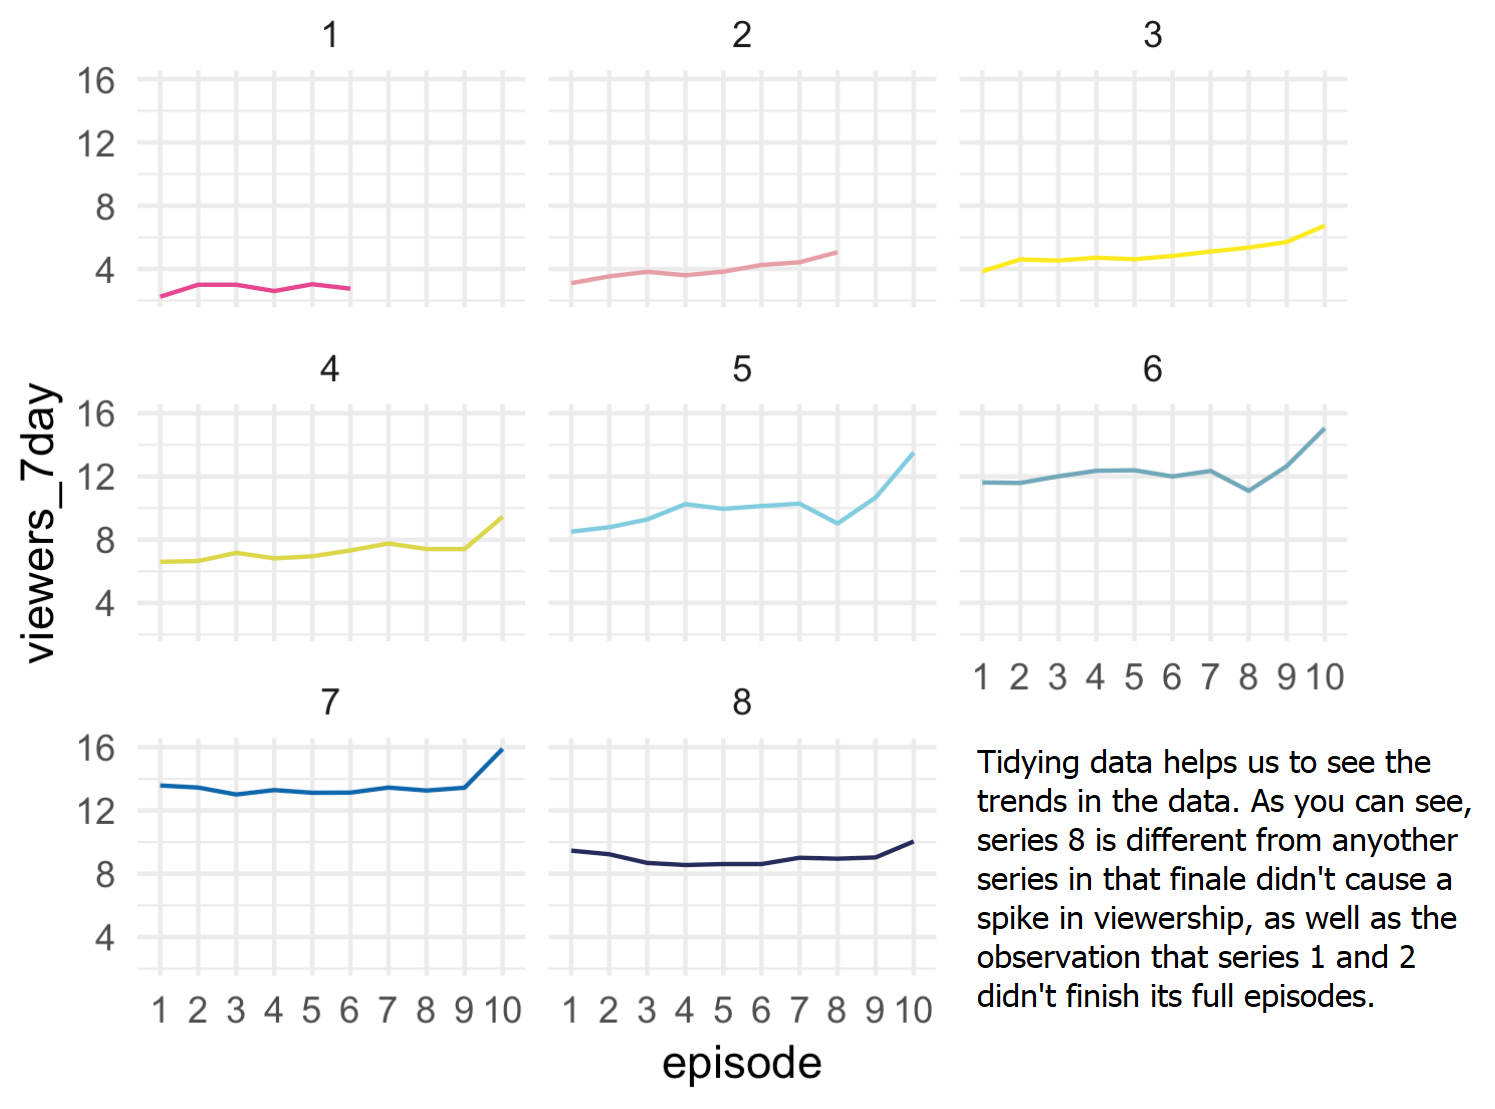 1
2
3
16
12
8
4
4
5
6
16
12
8
4
viewers_7day
1 2 3 4 5 6 7 8 9 10
7
8
16
12
8
4
Tidying data helps us to see the
trends in the data. As you can see,
series 8 is different from anyother
series in that finale didn't cause a
spike in viewership, as well as the
observation that series 1 and 2
didn't finish its full episodes.
1 2 3 4 5 6 7 8 9 10
1 2 3 4 5 6 7 8 9 10
episode